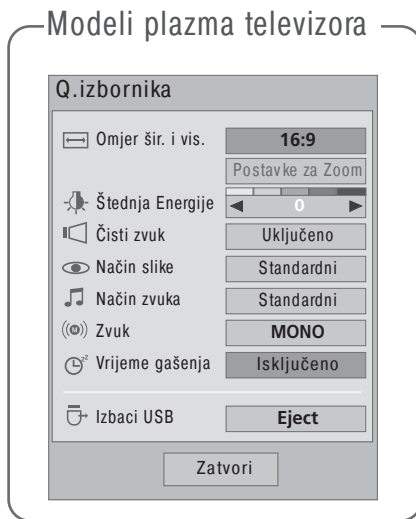 Modeli plazma televizora
Q.izbornika
Omjer šir. i vis. 16:9
Postavke za Zoom
Štednja Energije 0
Čisti zvuk Uključeno
Način slike Standardni
Način zvuka Standardni
Zvuk MONO
Vrijeme gašenja Isključeno
Izbaci USB Eject
Zatvori